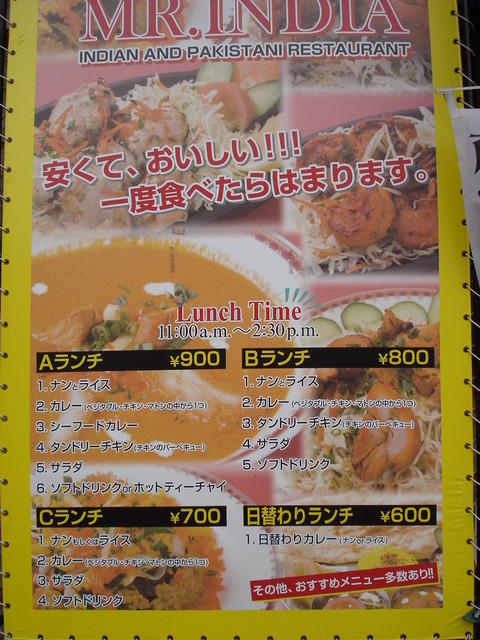 MR.INDIA
INDIAN AND PAKISTANI RESTAURANT
安くて、おいしい!!!
一度食べたらはまります。
Lunch Time
11:00a.m.～2:30p.m.
Aランチ ¥900
1. ナンとライス
2. カレー(ベジタブル・チキン・マトンの中から1つ)
3. シーフードカレー
4. タンドリーチキン(チキンのバーベキュー)
5. サラダ
6. ソフトドリンクorホットティーチャイ
Bランチ ¥800
1. ナンとライス
2. カレー(ベジタブル・チキン・マトンの中から1つ)
3. タンドリーチキン(チキンのバーベキュー)
4. サラダ
5. ソフトドリンク
Cランチ ¥700
1. ナンもしくはライス
2. カレー(ベジタブル・チキン・マトンの中から1つ)
3. サラダ
4. ソフトドリンク
日替わりランチ ¥600
1. 日替わりカレー(ナン or ライス)
その他、おすすめメニュー多数あり!!